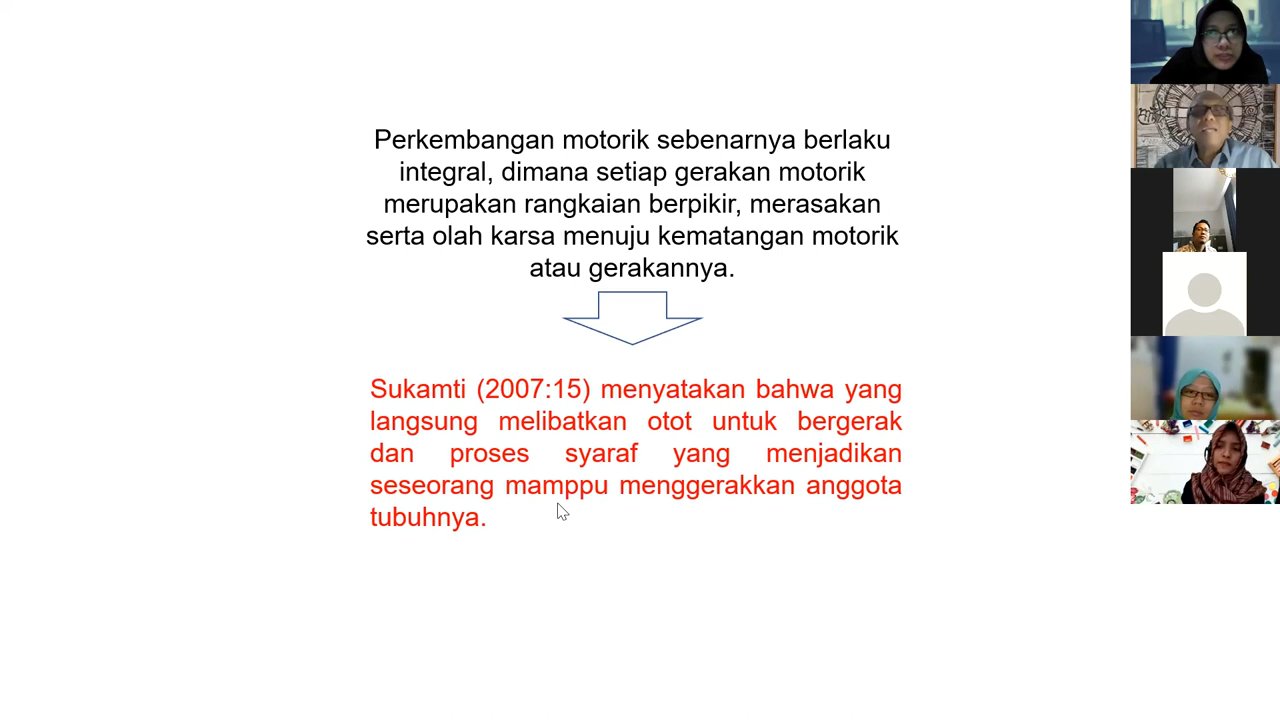 Perkembangan motorik sebenarnya berlaku
integral, dimana setiap gerakan motorik
merupakan rangkaian berpikir, merasakan
serta olah karsa menuju kematangan motorik
atau gerakannya.
Sukamti (2007:15) menyatakan bahwa yang
langsung melibatkan otot untuk bergerak
dan proses syaraf yang menjadikan
seseorang mamppu menggerakkan anggota
tubuhnya.